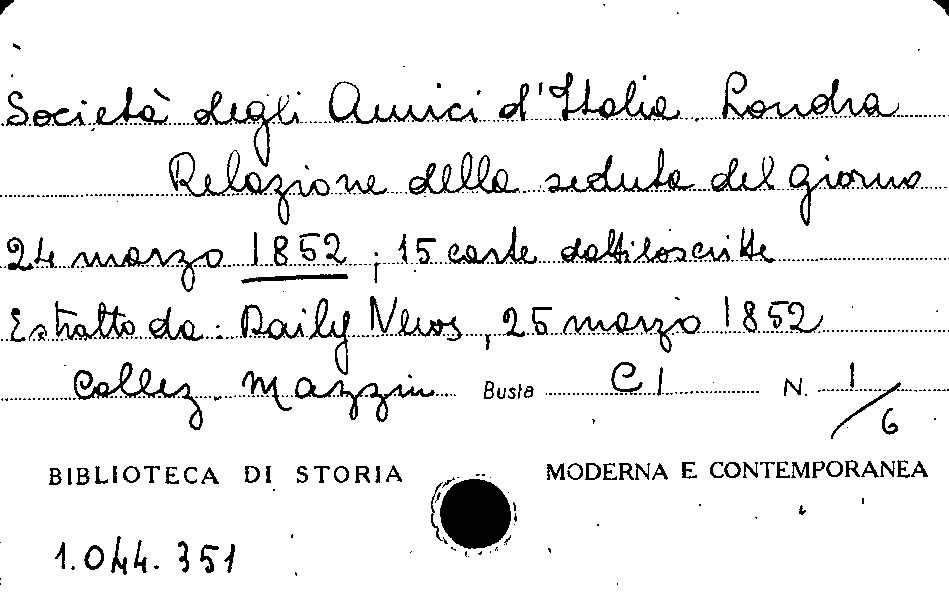 Società degli Amici d'Italia. Londra
Relazione della seduta del giorno
24 marzo 1852 ; 15 carte dattiloscritte
Estratto da: Daily News, 25 marzo 1852
Collez. Mazzini Busta C I N. 1/6
BIBLIOTECA DI STORIA MODERNA E CONTEMPORANEA
1.044.351